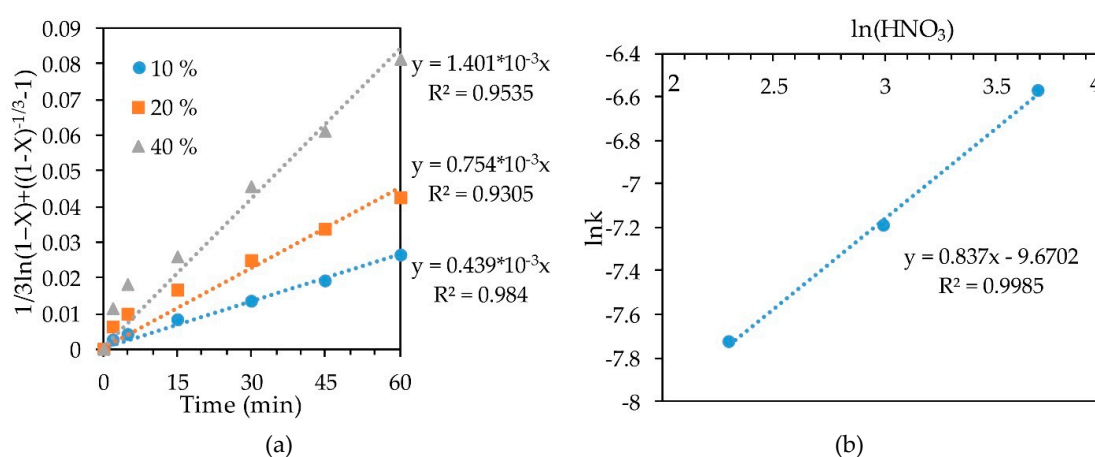 0.09
0.08
0.07
0.06
0.05
0.04
0.03
0.02
0.01
0
1/3ln(1−X)+((1-X)-1/3-1)
10 %
20 %
40 %
y = 1.401*10-3x
R² = 0.9535
y = 0.754*10-3x
R² = 0.9305
y = 0.439*10-3x
R² = 0.984
0 15 30 45 60
Time (min)
(a)
ln(HNO3)
2 2.5 3 3.5 4
-6.4
-6.6
-6.8
-7
-7.2
-7.4
-7.6
-7.8
-8
lnk
y = 0.837x - 9.6702
R² = 0.9985
(b)